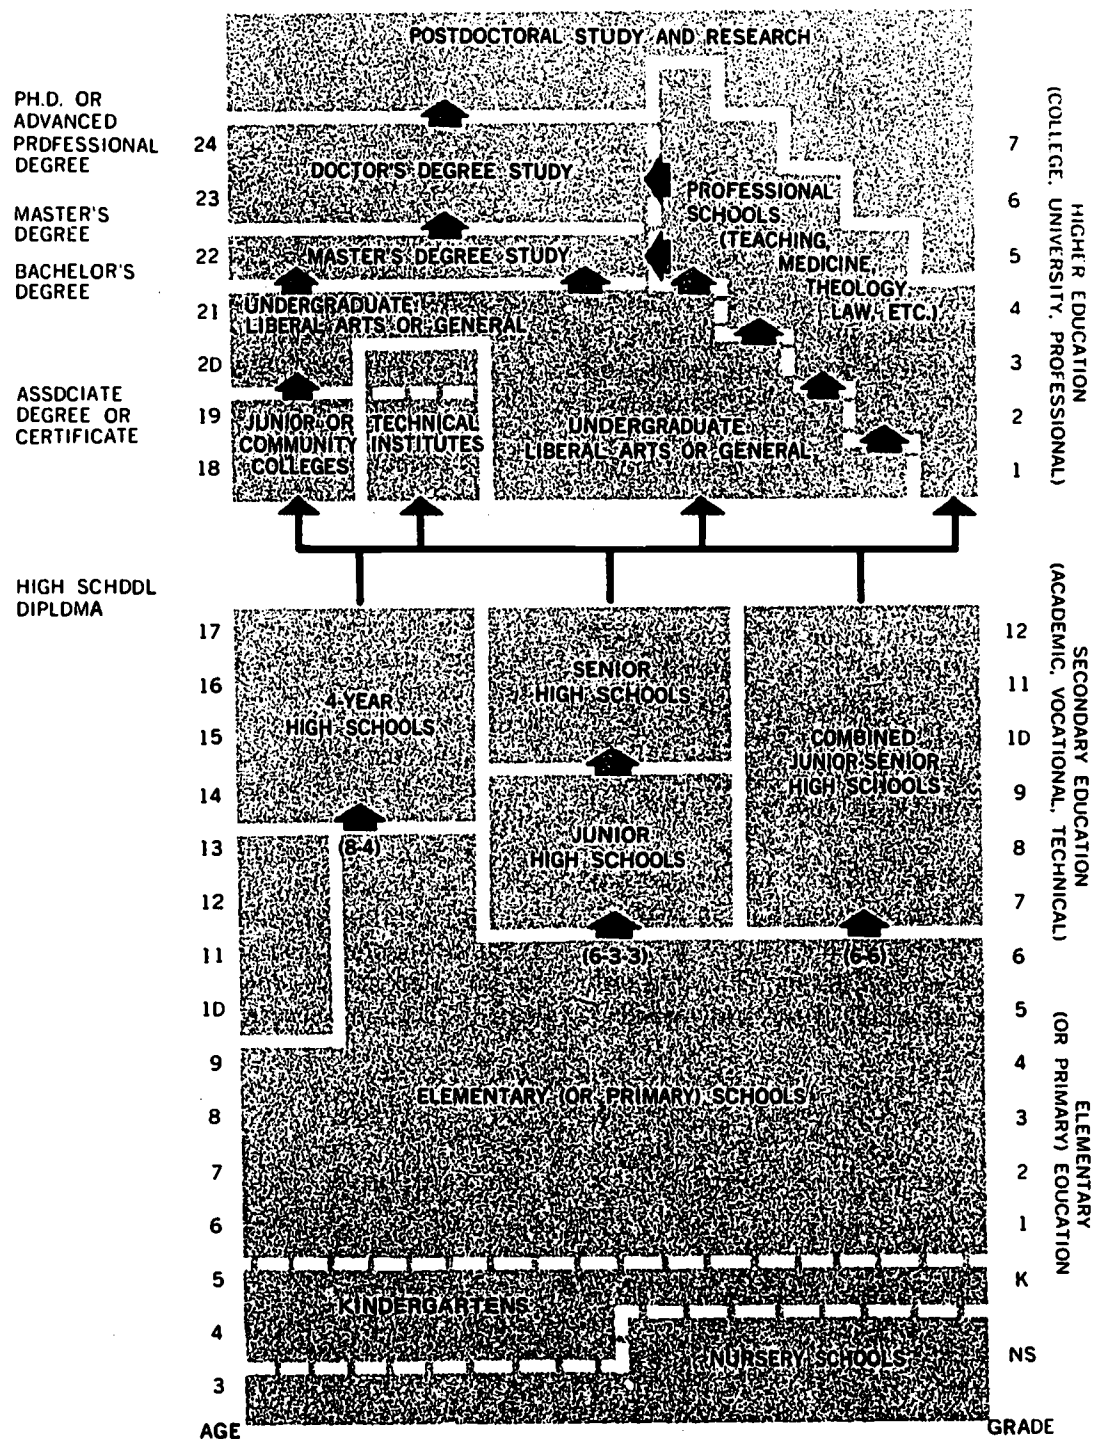 POSTDOCTORAL STUDY AND RESEARCH
PH.D. OR
ADVANCED
PRDFESSIONAL
DEGREE
24
7
DOCTOR'S DEGREE STUDY
23
6
MASTER'S
DEGREE
PROFESSIONAL
SCHOOLS
(TEACHING,
MEDICINE,
THEOLOGY
LAW, ETC.)
22
MASTER'S DEGREE STUDY
5
BACHELOR'S
DEGREE
21
UNDERGRADUATE
LIBERAL ARTS OR GENERAL
4
2D
3
ASSDCIATE
DEGREE OR
CERTIFICATE
19
JUNIOR OR
COMMUNITY
COLLEGES
TECHNICAL
INSTITUTES
UNDERGRADUATE
LIBERAL ARTS OR GENERAL
2
18
1
HIGHER EDUCATION
(COLLEGE, UNIVERSITY, PROFESSIONAL)
HIGH SCHDDL
DIPLDMA
17
12
16
SENIOR
HIGH SCHOOLS
11
4-YEAR
HIGH SCHOOLS
15
COMBINED
JUNIOR-SENIOR
HIGH SCHOOLS
1D
14
9
13
(8-4)
JUNIOR
HIGH SCHOOLS
8
12
7
SECONDARY EDUCATION
(ACADEMIC, VOCATIONAL, TECHNICAL)
11
(6-3-3)
(6-6)
6
1D
5
9
4
ELEMENTARY (OR PRIMARY) SCHOOLS
8
3
7
2
6
1
ELEMENTARY
(OR PRIMARY) EDUCATION
5
K
KINDERGARTENS
4
NURSERY SCHOOLS
NS
3
AGE
GRADE